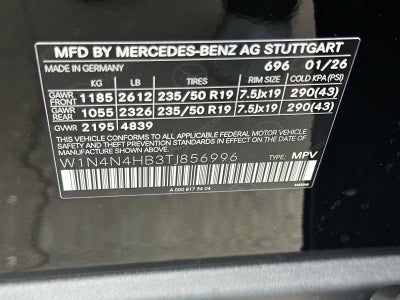 MFD BY MERCEDES-BENZ AG STUTTGART
MADE IN GERMANY 696 01/26
KG LB TIRES RIM SIZE COLD KPA (PSI)
GAWR FRONT 1185 2612 235/50 R19 7.5Jx19 290(43)
GAWR REAR 1055 2326 235/50 R19 7.5Jx19 290(43)
GVWR 2195 4839
THIS VEHICLE CONFORMS TO ALL APPLICABLE FEDERAL MOTOR VEHICLE
SAFETY, BUMPER AND THEFT PREVENTION STANDARDS IN EFFECT ON THE
DATE OF MANUFACTURE SHOWN ABOVE.
W1N4N4HB3TJ856996 TYPE: MPV
A 000 817 54 04